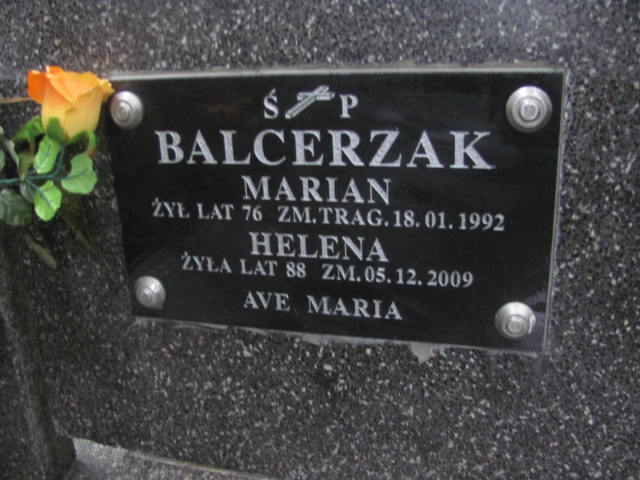 Ś P
BALCERZAK
MARIAN
ŻYŁ LAT 76 ZM.TRAG.18.01.1992
HELENA
ŻYŁA LAT 88 ZM.05.12.2009
AVE MARIA